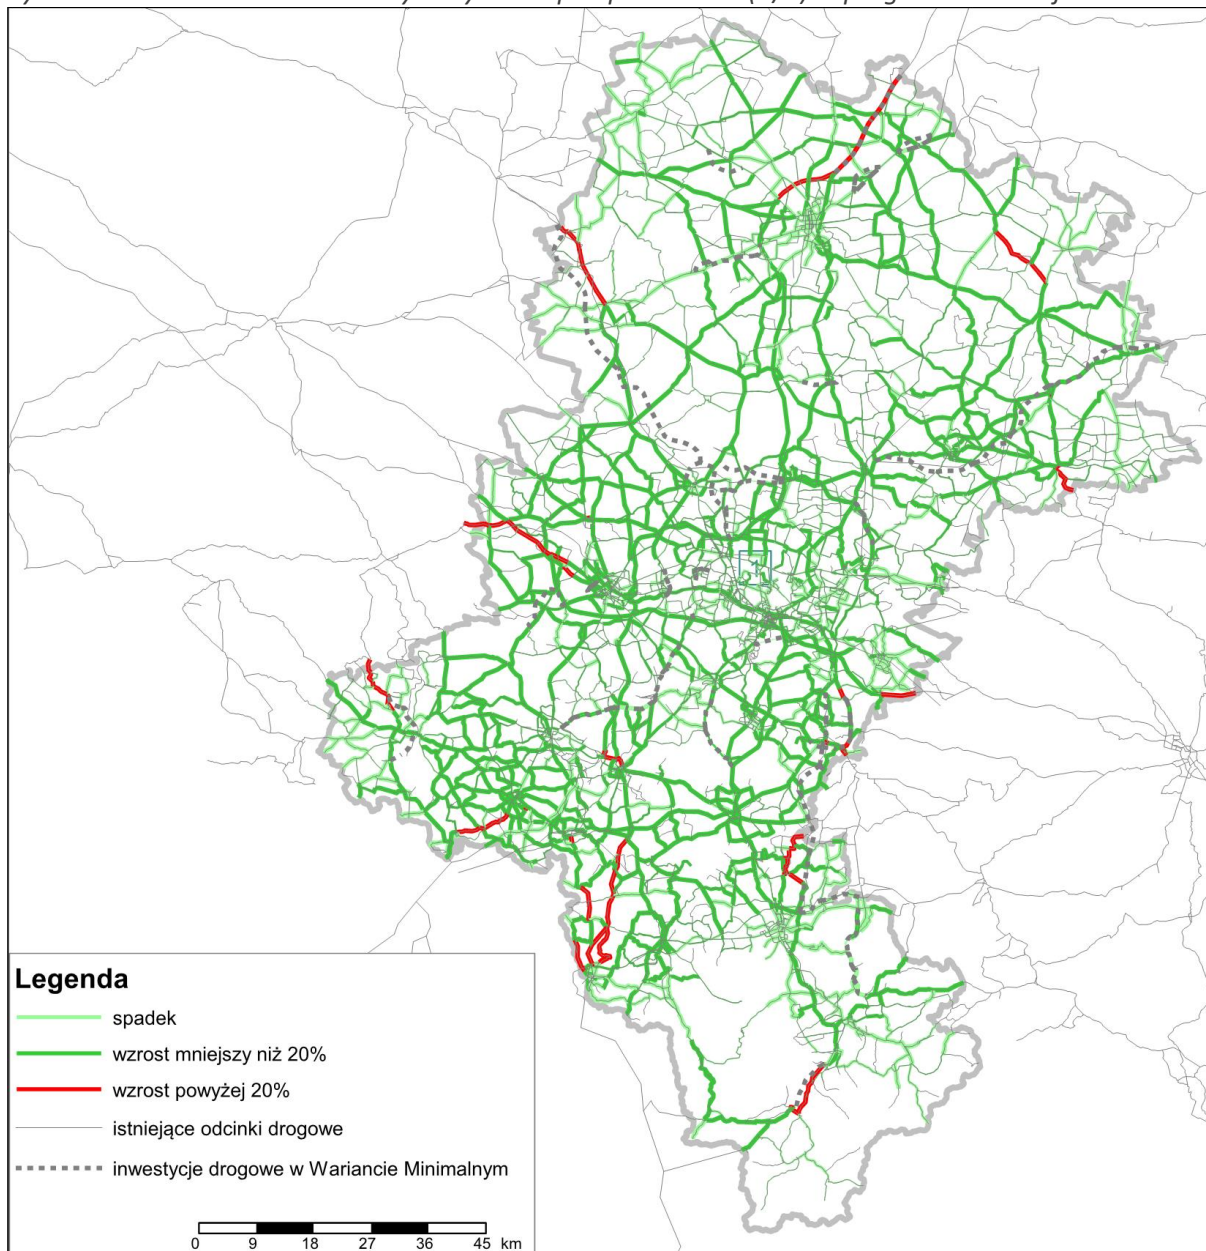 Legenda
spadek
wzrost mniejszy niż 20%
wzrost powyżej 20%
istniejące odcinki drogowe
inwestycje drogowe w Wariancie Minimalnym
0 9 18 27 36 45 km